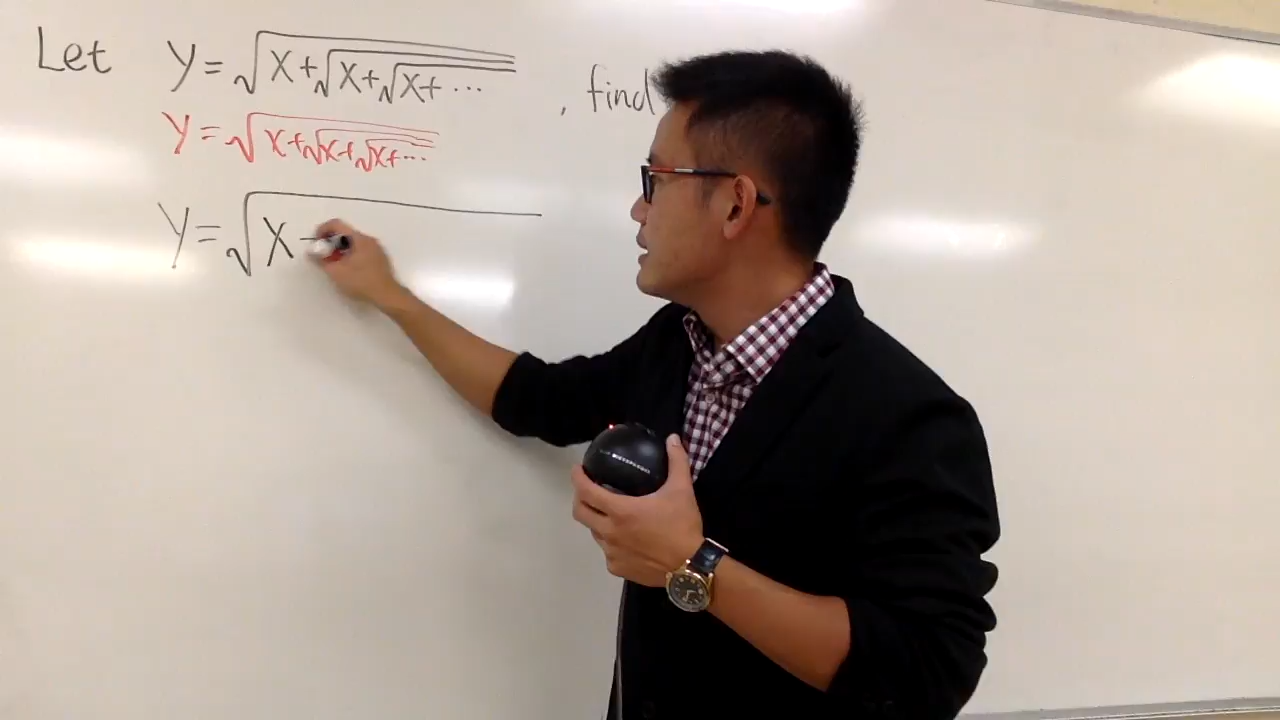 Let y = √(x + √(x + √(x + ... , find
y = √(x + √(x + √(x + ...
y = √(x -